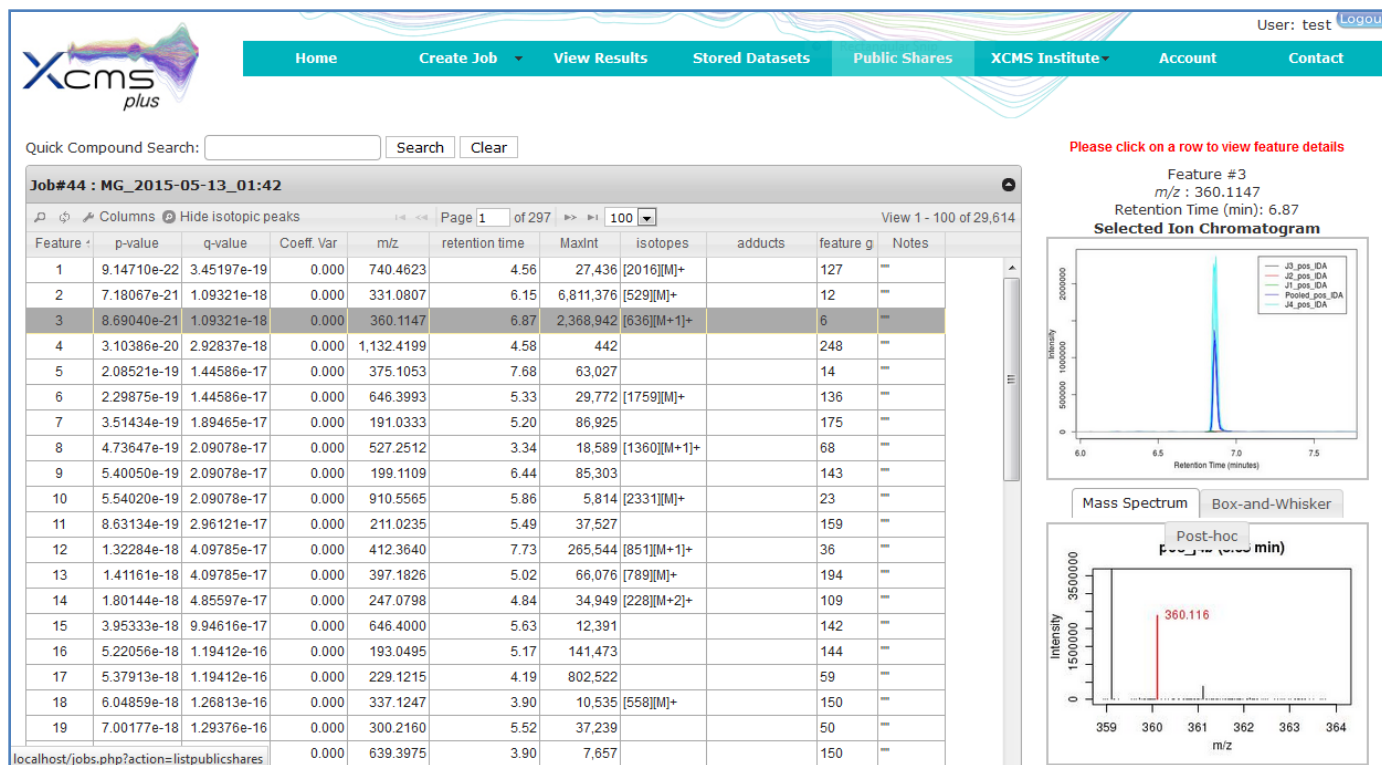 User: test Logou
Xcms plus
Home Create Job View Results Stored Datasets Public Shares XCMS Institute Account Contact
Quick Compound Search: Search Clear
Please click on a row to view feature details
Job#44 : MG_2015-05-13_01:42
Columns Hide isotopic peaks Page 1 of 297 100 View 1 - 100 of 29,614
Feature p-value q-value Coeff. Var m/z retention time MaxInt isotopes adducts feature g Notes
1 9.14710e-22 3.45197e-19 0.000 740.4623 4.56 27,436 [2016][M]+ 127 ""
2 7.18067e-21 1.09321e-18 0.000 331.0807 6.15 6,811,376 [529][M]+ 12 ""
3 8.69040e-21 1.09321e-18 0.000 360.1147 6.87 2,368,942 [636][M+1]+ 6 ""
4 3.10386e-20 2.92837e-18 0.000 1,132.4199 4.58 442 248 ""
5 2.08521e-19 1.44586e-17 0.000 375.1053 7.68 63,027 14 ""
6 2.29875e-19 1.44586e-17 0.000 646.3993 5.33 29,772 [1759][M]+ 136 ""
7 3.51434e-19 1.89465e-17 0.000 191.0333 5.20 86,925 175 ""
8 4.73647e-19 2.09078e-17 0.000 527.2512 3.34 18,589 [1360][M+1]+ 68 ""
9 5.40050e-19 2.09078e-17 0.000 199.1109 6.44 85,303 143 ""
10 5.54020e-19 2.09078e-17 0.000 910.5565 5.86 5,814 [2331][M]+ 23 ""
11 8.63134e-19 2.96121e-17 0.000 211.0235 5.49 37,527 159 ""
12 1.32284e-18 4.09785e-17 0.000 412.3640 7.73 265,544 [851][M+1]+ 36 ""
13 1.41161e-18 4.09785e-17 0.000 397.1826 5.02 66,076 [789][M]+ 194 ""
14 1.80144e-18 4.85597e-17 0.000 247.0798 4.84 34,949 [228][M+2]+ 109 ""
15 3.95333e-18 9.94616e-17 0.000 646.4000 5.63 12,391 142 ""
16 5.22056e-18 1.19412e-16 0.000 193.0495 5.17 141,473 144 ""
17 5.37913e-18 1.19412e-16 0.000 229.1215 4.19 802,522 59 ""
18 6.04859e-18 1.26813e-16 0.000 337.1247 3.90 10,535 [558][M]+ 150 ""
19 7.00177e-18 1.29376e-16 0.000 300.2160 5.52 37,239 50 ""
0.000 639.3975 3.90 7,657 150 ""
localhost/jobs.php?action=listpublicshares
Feature #3
m/z : 360.1147
Retention Time (min): 6.87
Selected Ion Chromatogram
J3_pos_IDA
J2_pos_IDA
J1_pos_IDA
Pooled_pos_IDA
J4_pos_IDA
Intensity
2000000
1000000
500000
0
6.0 6.5 7.0 7.5
Retention Time (minutes)
Mass Spectrum Box-and-Whisker
Post-hoc
min)
Intensity
3500000
1500000
0
360.116
359 360 361 362 363 364
m/z